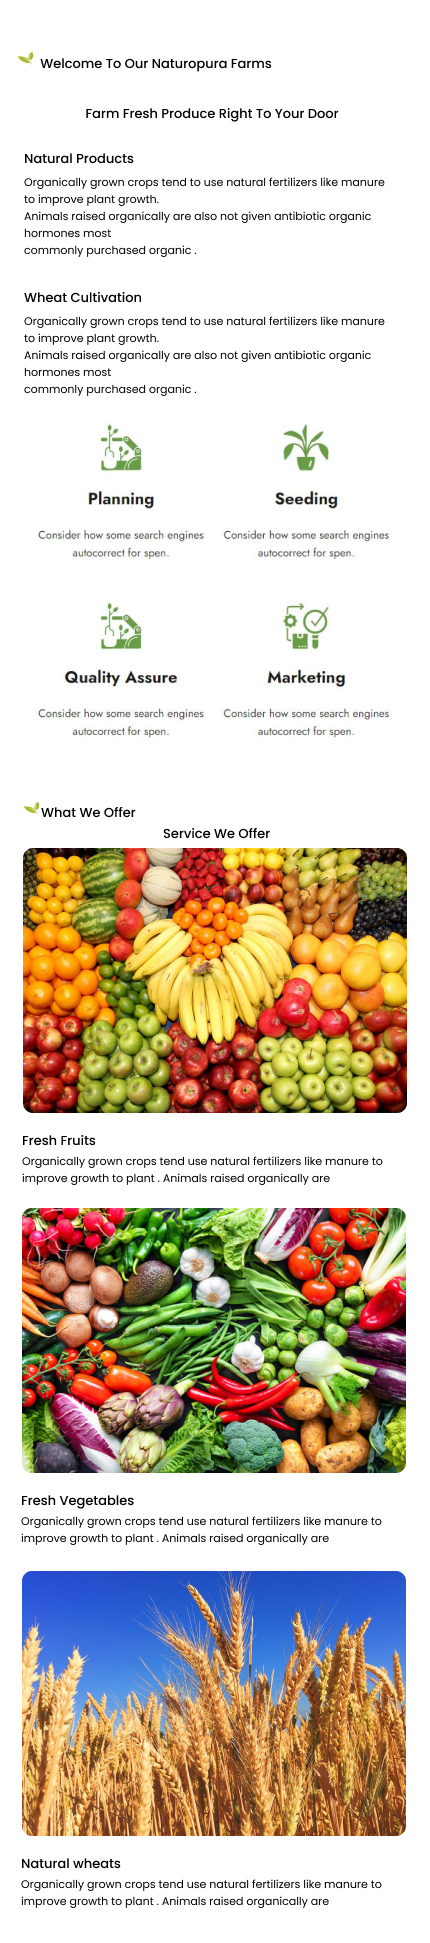 Welcome To Our Naturopura Farms
Farm Fresh Produce Right To Your Door
Natural Products
Organically grown crops tend to use natural fertilizers like manure
to improve plant growth.
Animals raised organically are also not given antibiotic organic
hormones most
commonly purchased organic .
Wheat Cultivation
Organically grown crops tend to use natural fertilizers like manure
to improve plant growth.
Animals raised organically are also not given antibiotic organic
hormones most
commonly purchased organic .
Planning
Consider how some search engines
autocorrect for spen.
Seeding
Consider how some search engines
autocorrect for spen.
Quality Assure
Consider how some search engines
autocorrect for spen.
Marketing
Consider how some search engines
autocorrect for spen.
What We Offer
Service We Offer
Fresh Fruits
Organically grown crops tend use natural fertilizers like manure to
improve growth to plant . Animals raised organically are
Fresh Vegetables
Organically grown crops tend use natural fertilizers like manure to
improve growth to plant . Animals raised organically are
Natural wheats
Organically grown crops tend use natural fertilizers like manure to
improve growth to plant . Animals raised organically are